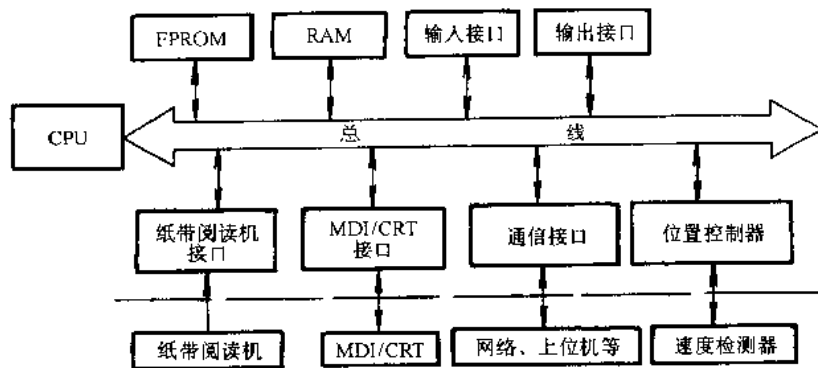 FPROM
RAM
输入接口
输出接口
CPU
总 线
纸带阅读机
接口
MDI/CRT
接口
通信接口
位置控制器
纸带阅读机
MDI/CRT
网络、上位机等
速度检测器